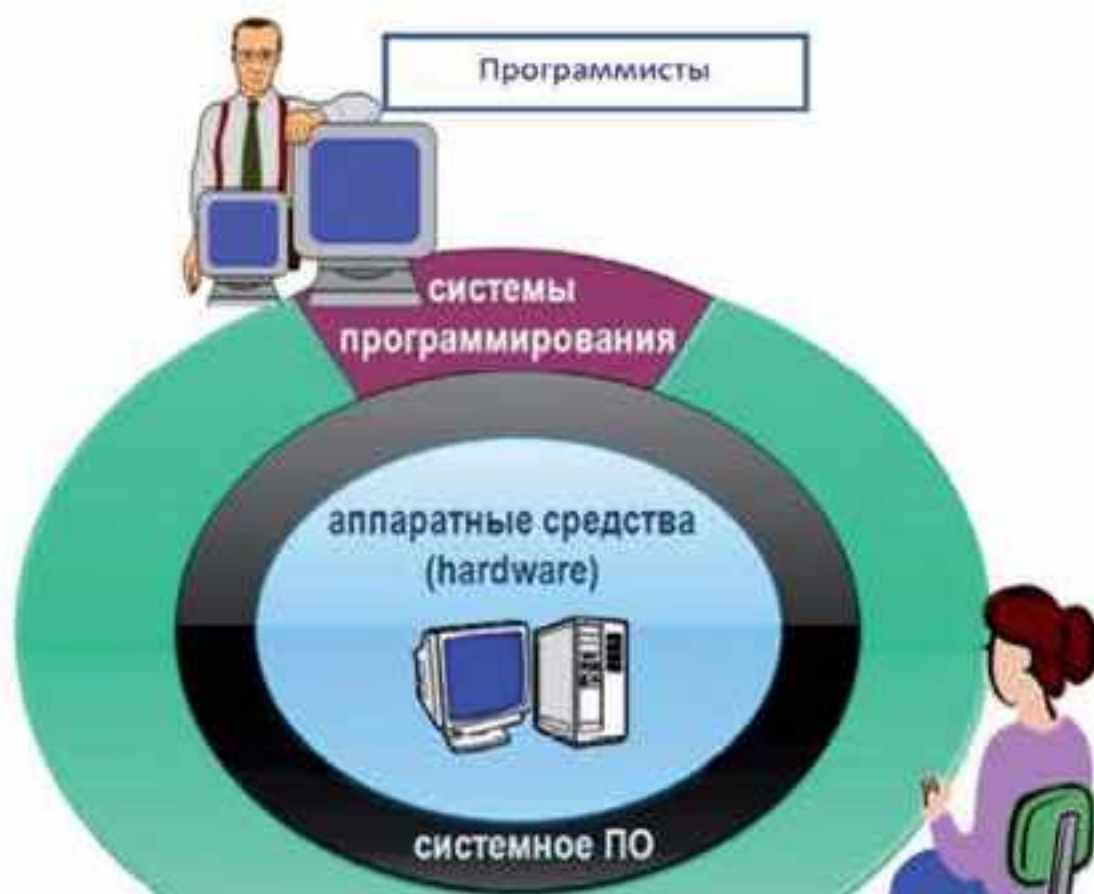 Программисты
системы
программирования
аппаратные средства
(hardware)
системное ПО